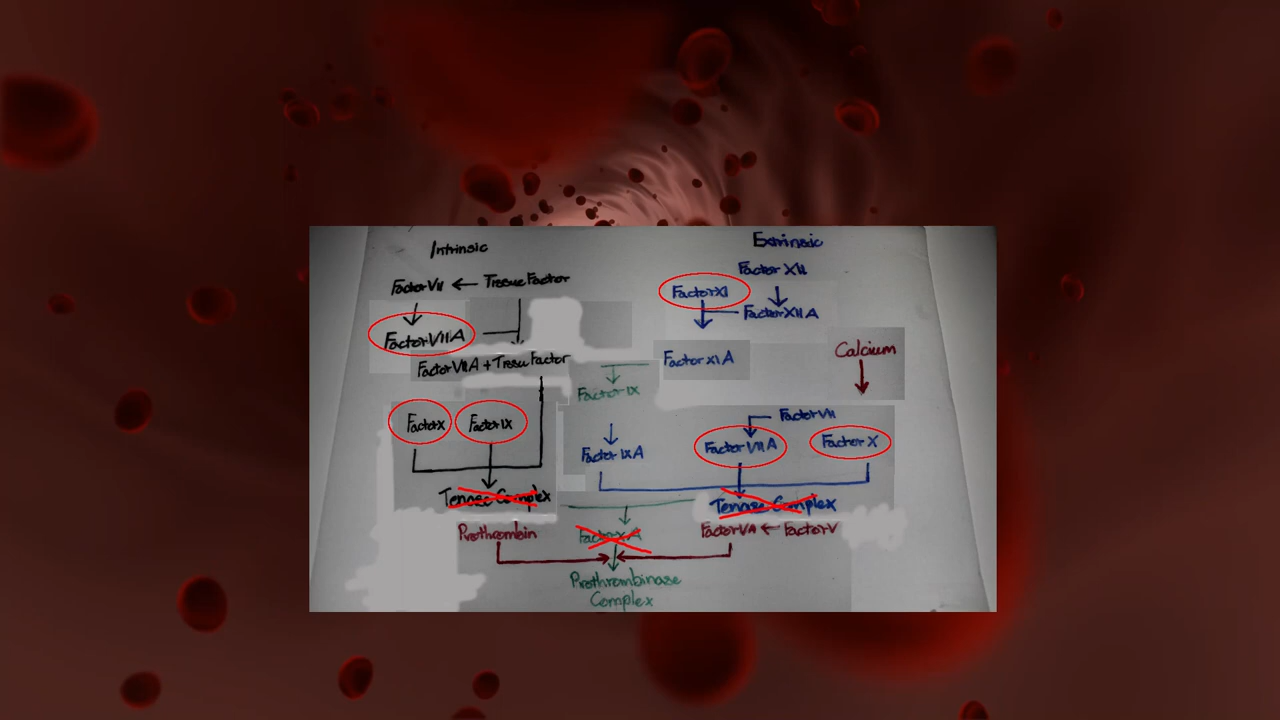 Intrinsic
Extrinsic
Factor VII ← Tissue Factor
Factor XII
Factor XI
Factor XII A
Factor VII A
Calcium
Factor VII A + Tissue Factor
Factor XI A
Factor IX
Factor VIII
Factor X
Factor IX
Factor VIII A
Factor X
Factor IX A
Tenase Complex
Tenase Complex
Prothrombin
Factor X A
Factor VA ← Factor V
Prothrombinase
Complex